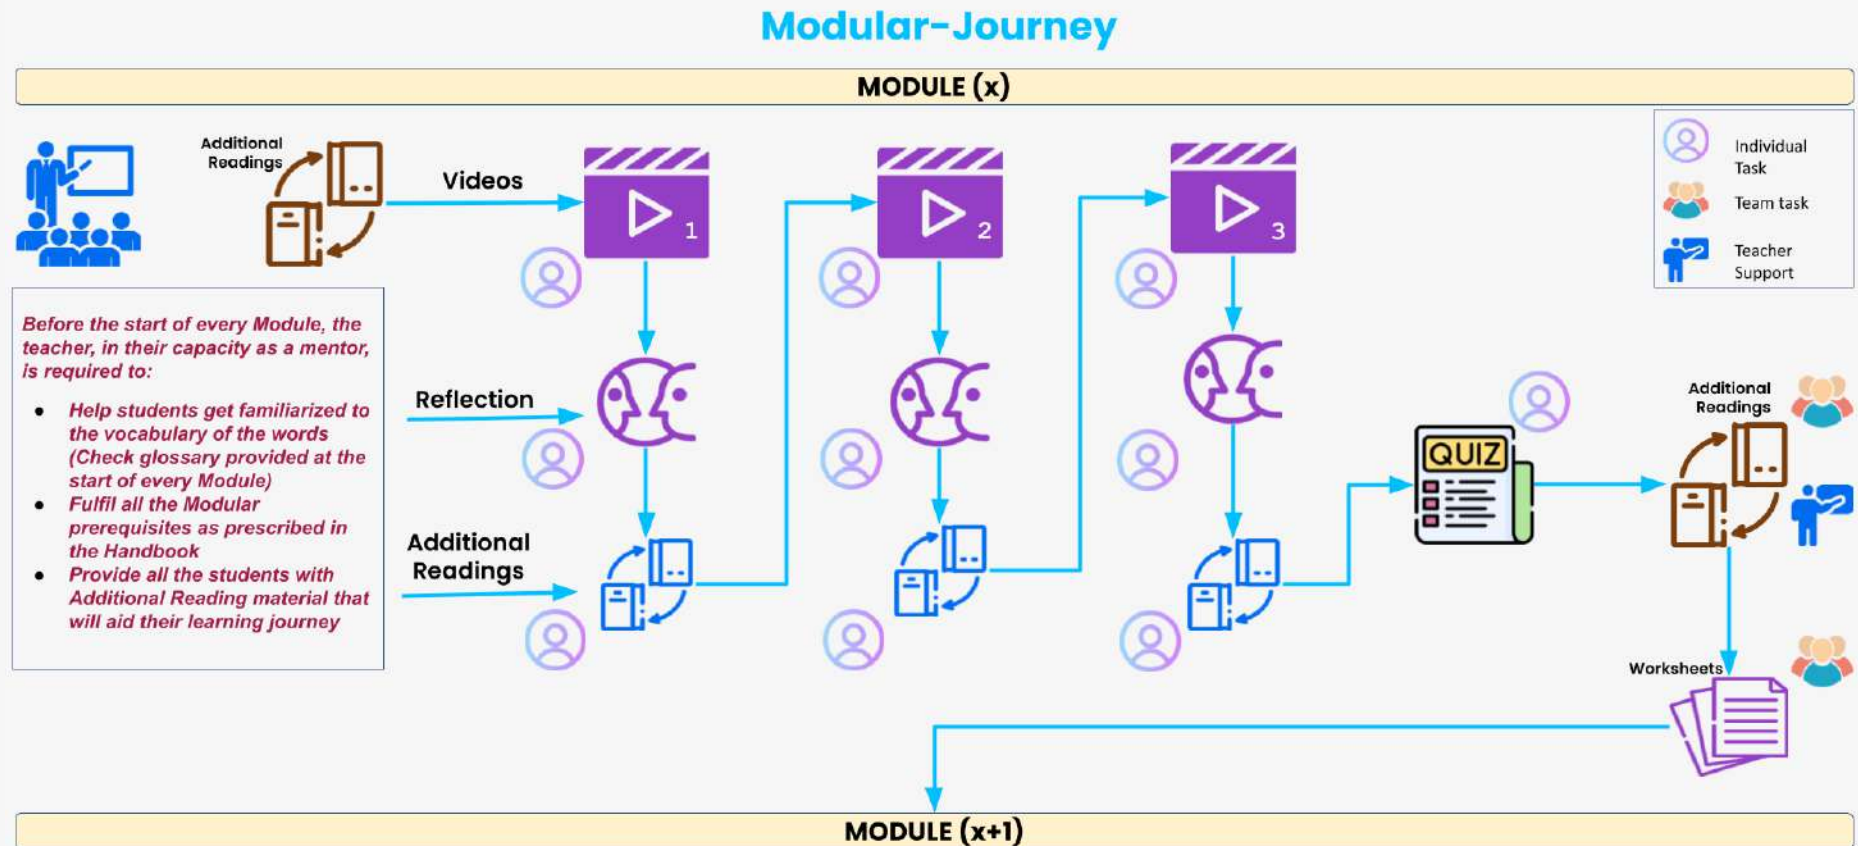 Modular-Journey
MODULE (x)
Additional
Readings
Videos
1
2
3
Individual
Task
Team task
Teacher
Support
Before the start of every Module, the
teacher, in their capacity as a mentor,
is required to:
● Help students get familiarized to
the vocabulary of the words
(Check glossary provided at the
start of every Module)
● Fulfil all the Modular
prerequisites as prescribed in
the Handbook
● Provide all the students with
Additional Reading material that
will aid their learning journey
Reflection
Additional
Readings
QUIZ
Additional
Readings
Worksheets
MODULE (x+1)